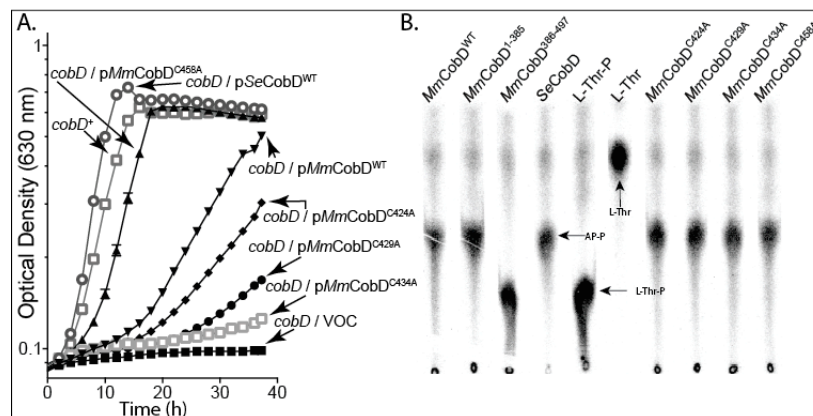 A.
1
0.1
Optical Density (630 nm)
cobD / pMmCobD^C458A
cobD / pSeCobD^WT
cobD⁺
cobD / pMmCobD^WT
cobD / pMmCobD^C424A
cobD / pMmCobD^C429A
cobD / pMmCobD^C434A
cobD / VOC
0 10 20 30 40
Time (h)
B.
MmCobD^WT
MmCobD^1-385
MmCobD^386-497
SeCobD
L-Thr-P
L-Thr
MmCobD^C424A
MmCobD^C429A
MmCobD^C434A
MmCobD^C458A
L-Thr
AP-P
L-Thr-P